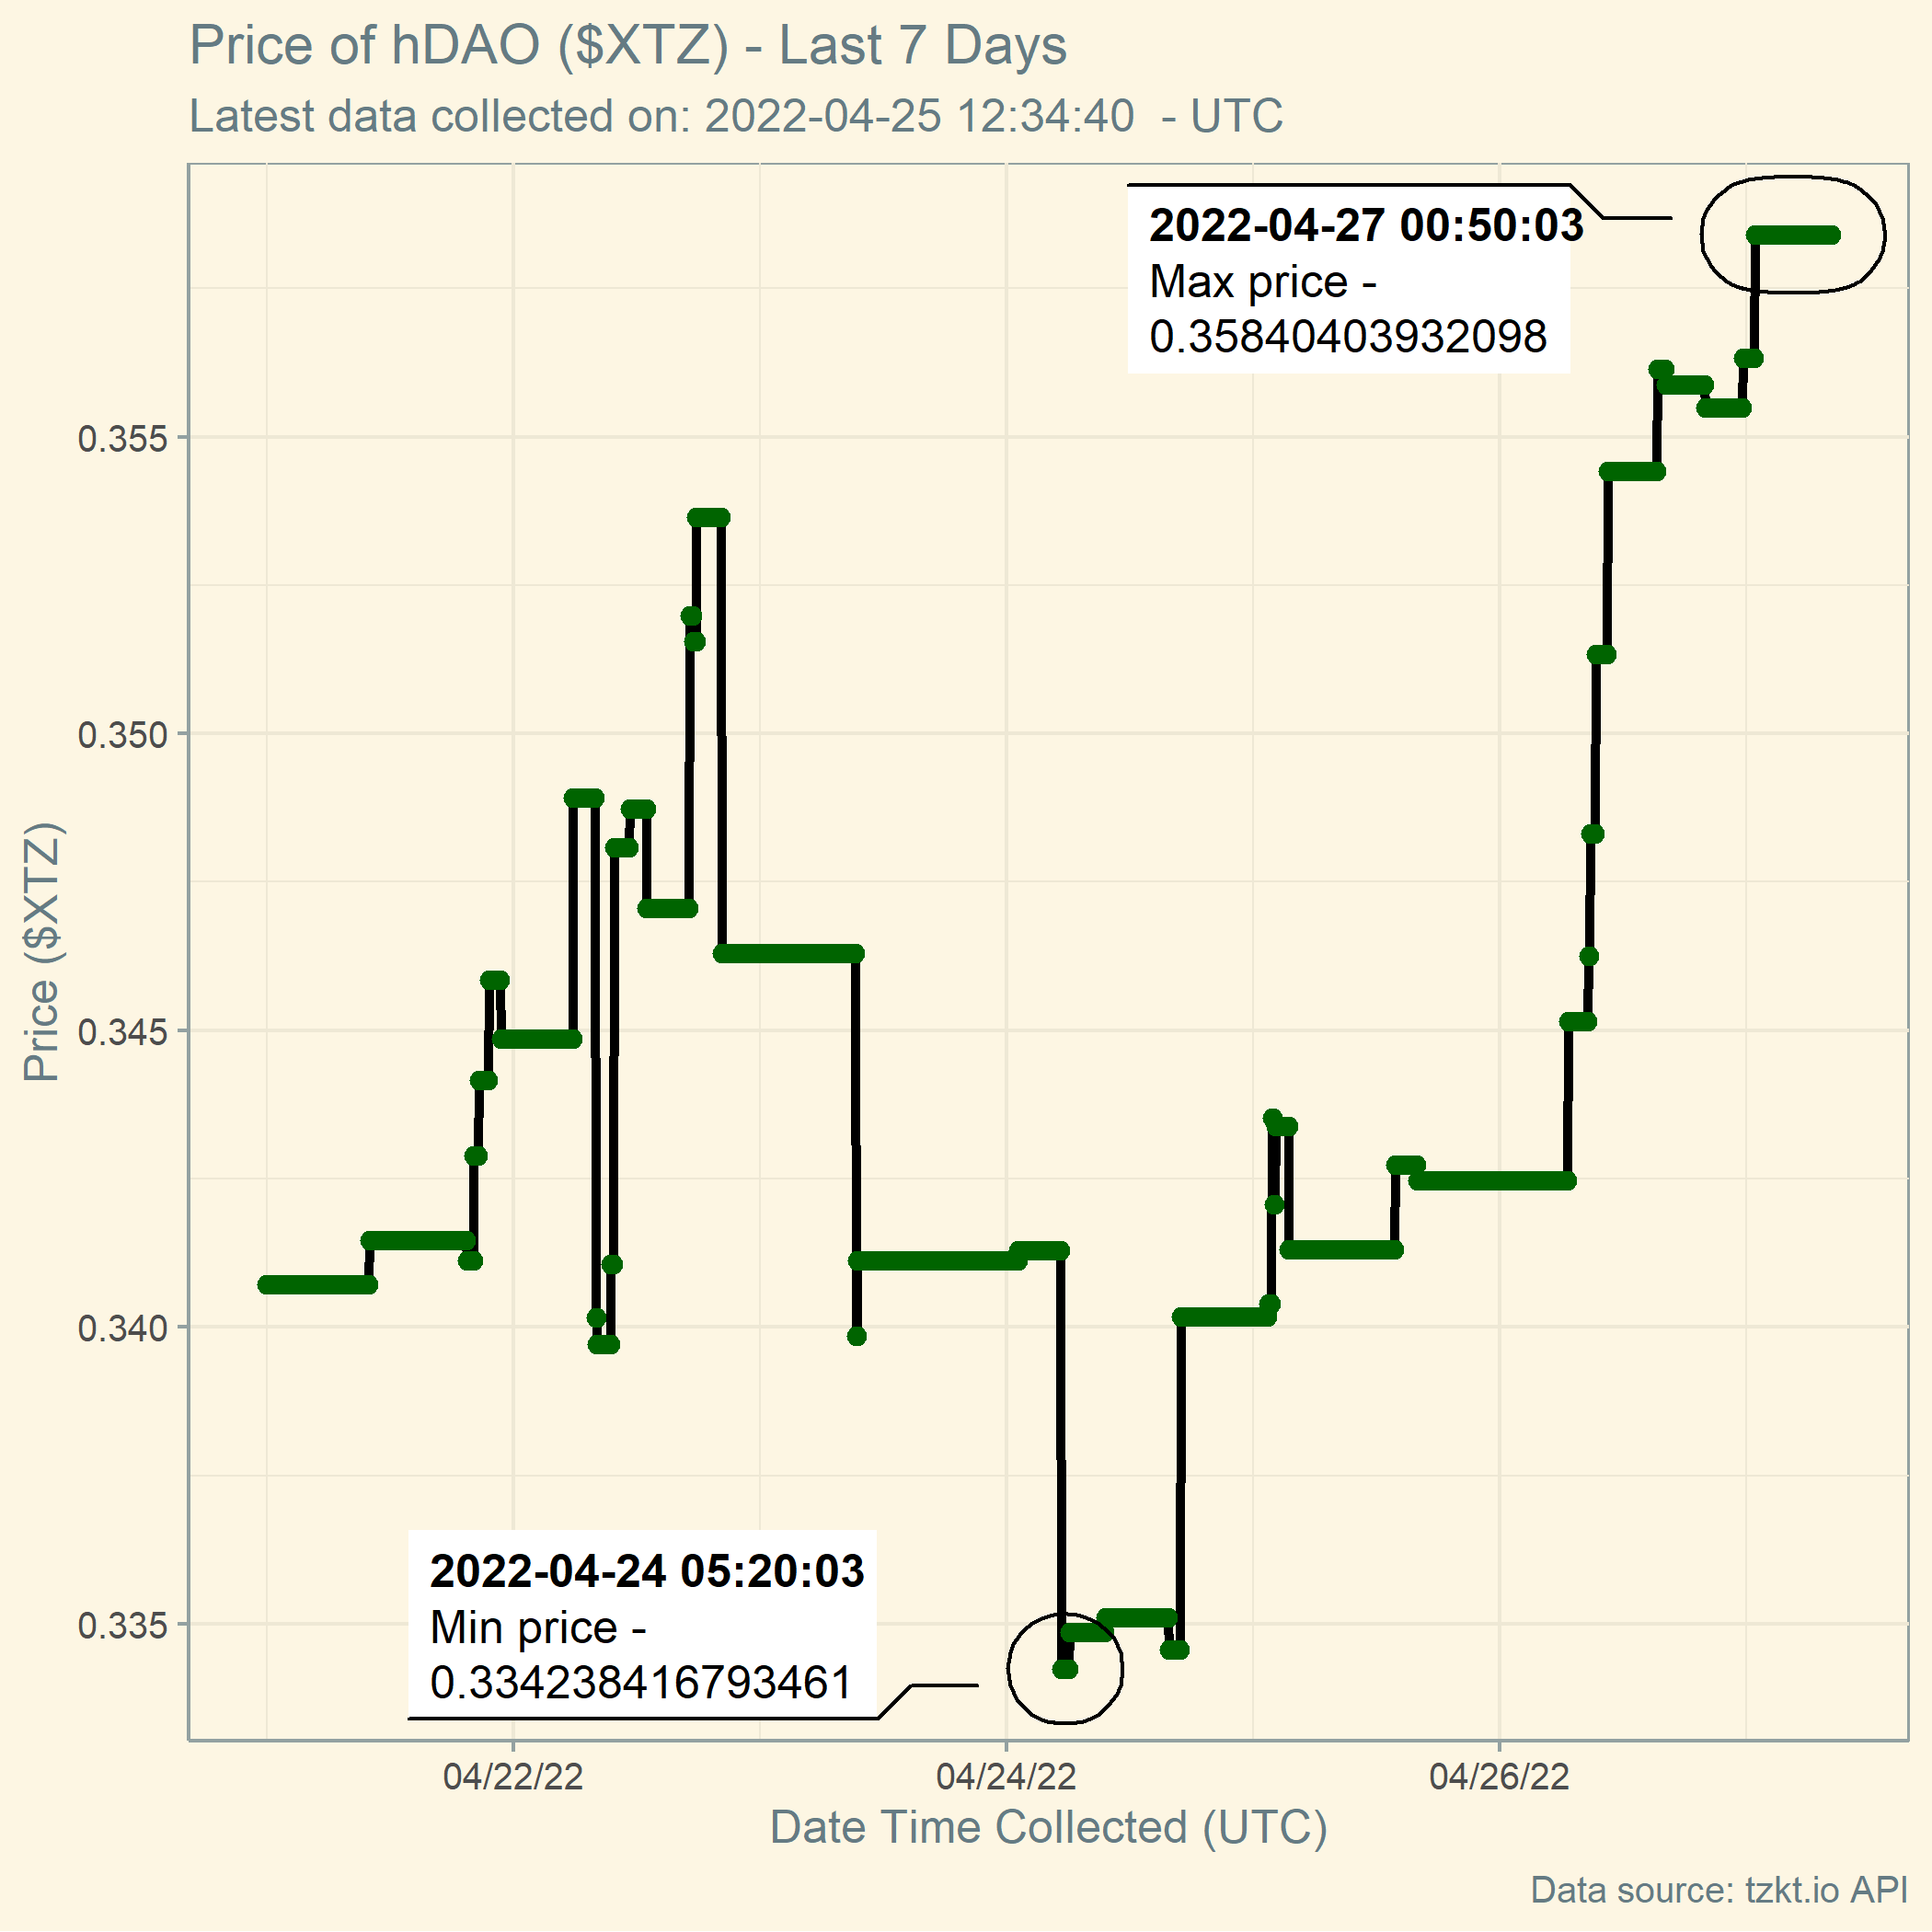 Price of hDAO ($XTZ) - Last 7 Days
Latest data collected on: 2022-04-25 12:34:40  - UTC
2022-04-27 00:50:03
Max price -
0.35840403932098
0.355
0.350
Price ($XTZ)
0.345
0.340
2022-04-24 05:20:03
Min price -
0.334238416793461
0.335
04/22/22
04/24/22
04/26/22
Date Time Collected (UTC)
Data source: tzkt.io API